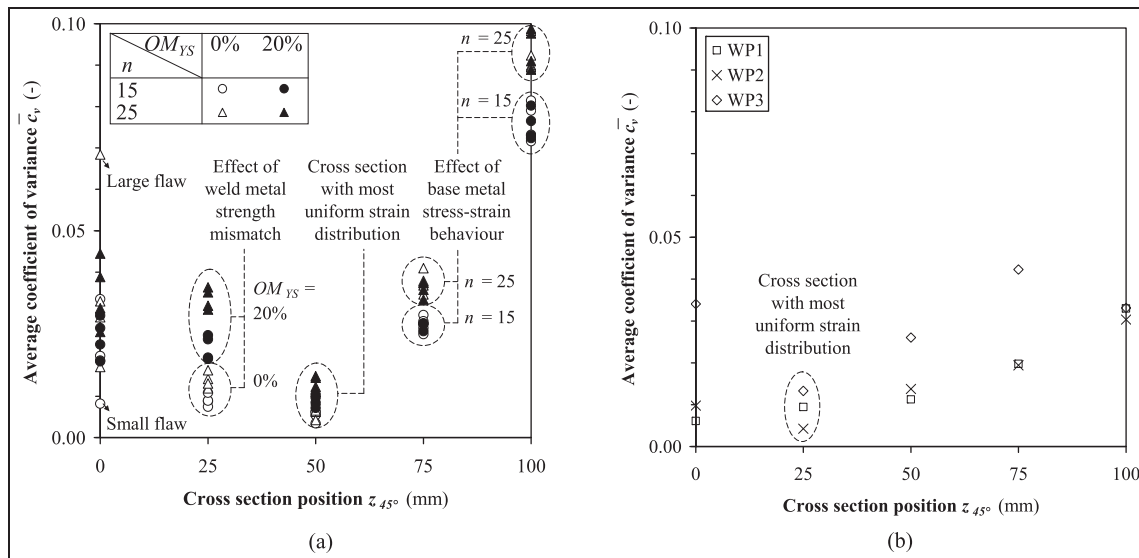 0.10
0.05
0.00
Average coefficient of variance c̄ᵥ (-)
OM_YS 0% 20%
n
15
25
Large flaw
Small flaw
Effect of
weld metal
strength
mismatch
OM_YS =
20%
0%
Cross section
with most
uniform strain
distribution
Effect of
base metal
stress-strain
behaviour
n = 25
n = 15
n = 25
n = 15
0 25 50 75 100
Cross section position z_45° (mm)
(a)
0.10
0.05
0.00
Average coefficient of variance c̄ᵥ (-)
WP1
WP2
WP3
Cross section
with most
uniform strain
distribution
0 25 50 75 100
Cross section position z_45° (mm)
(b)